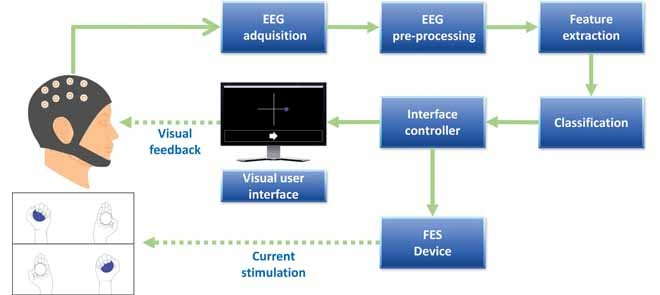 EEG
adquisition
EEG
pre-processing
Feature
extraction
Visual
feedback
Interface
controller
Classification
Visual user
interface
FES
Device
Current
stimulation